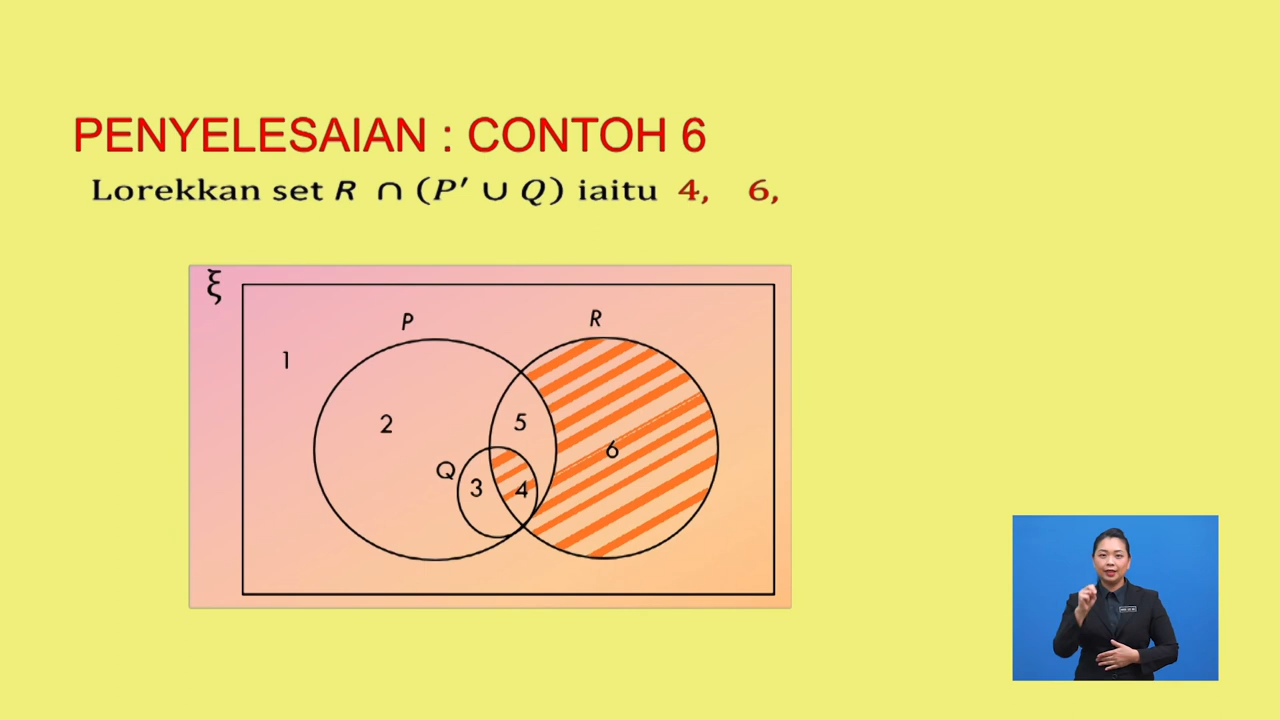 PENYELESAIAN : CONTOH 6
Lorekkan set R ∩ (P′ ∪ Q) iaitu 4, 6,
ξ
P R
1
2 5
6
Q 3 4